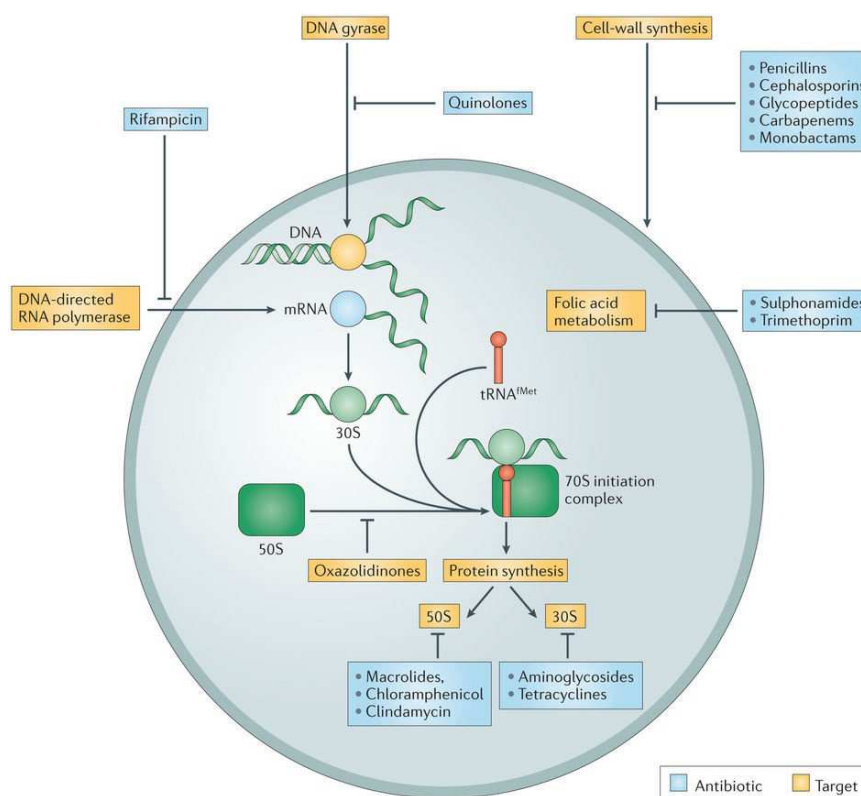 DNA gyrase
Cell-wall synthesis
Quinolones
• Penicillins
• Cephalosporins
• Glycopeptides
• Carbapenems
• Monobactams
Rifampicin
DNA
DNA-directed
RNA polymerase
mRNA
Folic acid
metabolism
• Sulphonamides
• Trimethoprim
tRNAᶠᴹᵉᵗ
30S
70S initiation
complex
50S
Oxazolidinones
Protein synthesis
50S
30S
• Macrolides,
• Chloramphenicol
• Clindamycin
• Aminoglycosides
• Tetracyclines
Antibiotic
Target